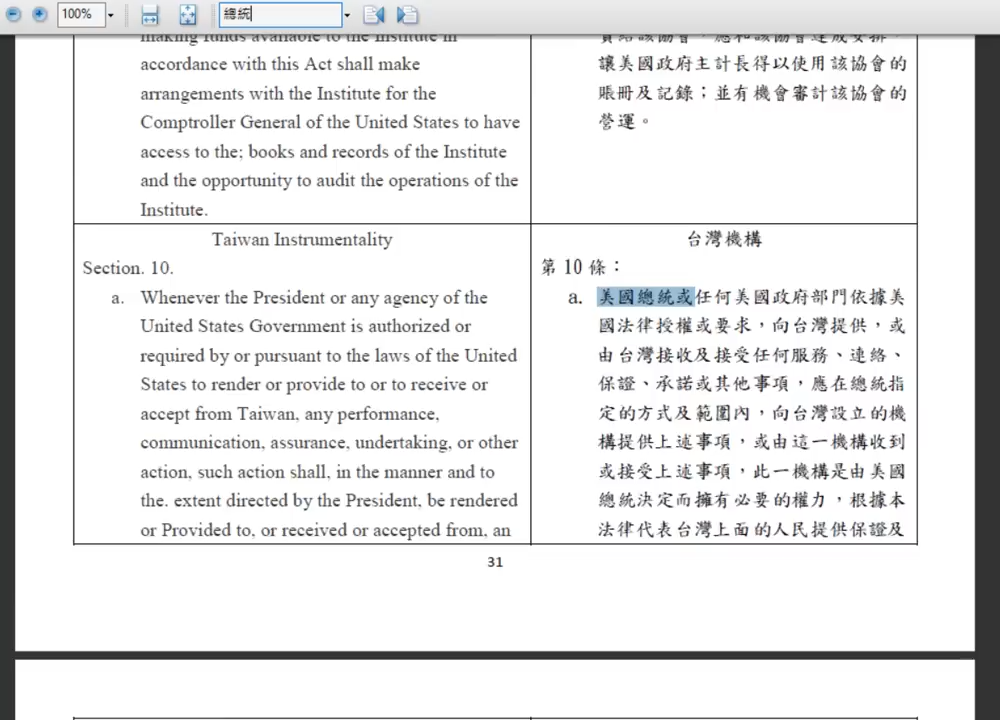 100%
總統
making funds available to the Institute in
accordance with this Act shall make
arrangements with the Institute for the
Comptroller General of the United States to have
access to the; books and records of the Institute
and the opportunity to audit the operations of the
Institute.
資給該協會，應和該協會達成安排，
讓美國政府主計長得以使用該協會的
賬冊及記錄；並有機會審計該協會的
營運。
Taiwan Instrumentality
Section. 10.
a. Whenever the President or any agency of the
United States Government is authorized or
required by or pursuant to the laws of the United
States to render or provide to or to receive or
accept from Taiwan, any performance,
communication, assurance, undertaking, or other
action, such action shall, in the manner and to
the. extent directed by the President, be rendered
or Provided to, or received or accepted from, an
台灣機構
第 10 條：
a. 美國總統或任何美國政府部門依據美
國法律授權或要求，向台灣提供，或
由台灣接收及接受任何服務、連絡、
保證、承諾或其他事項，應在總統指
定的方式及範圍內，向台灣設立的機
構提供上述事項，或由這一機構收到
或接受上述事項，此一機構是由美國
總統決定而擁有必要的權力，根據本
法律代表台灣上面的人民提供保證及
31